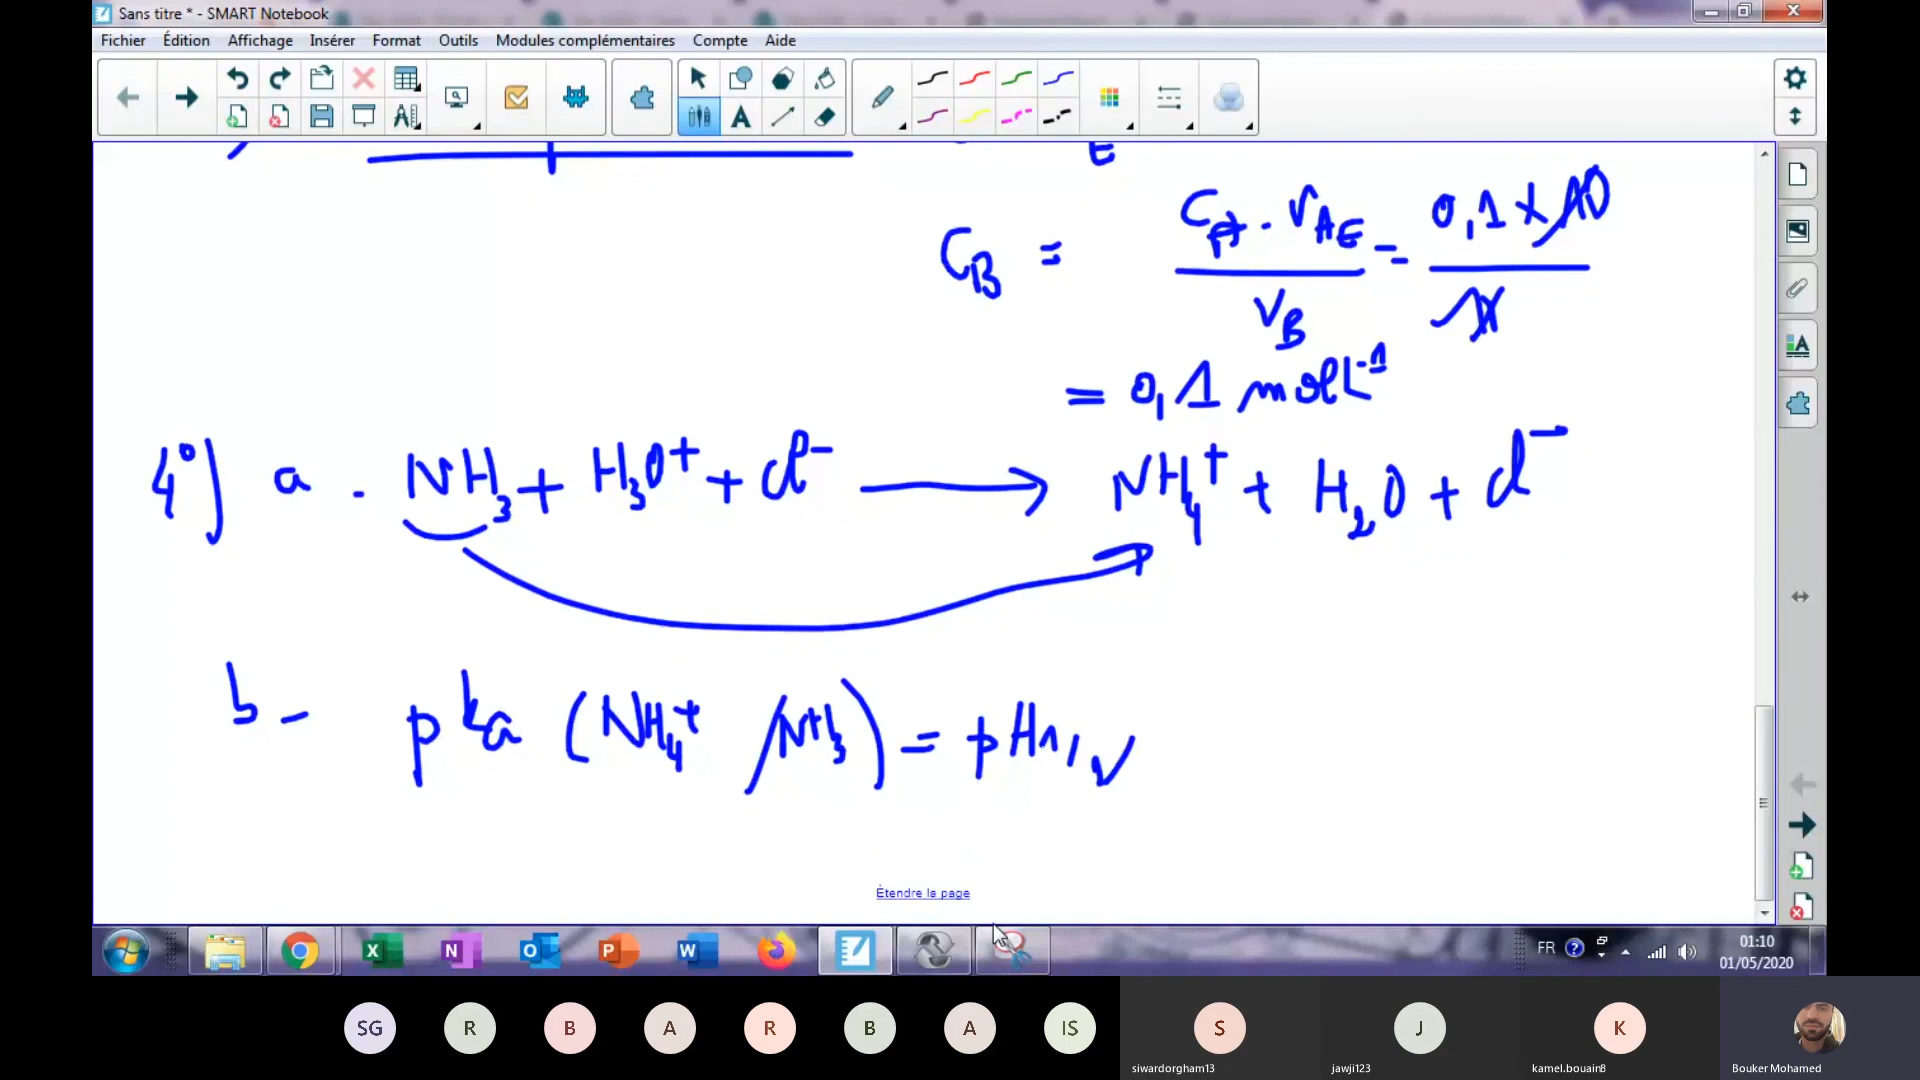 Sans titre * - SMART Notebook
Fichier Édition Affichage Insérer Format Outils Modules complémentaires Compte Aide
E
C_B = C_A . V_AE / V_B = 0,1 x 10 / 10
= 0,1 mol L⁻¹
4°) a . NH₃ + H₃O⁺ + Cl⁻ → NH₄⁺ + H₂O + Cl⁻
b - pka (NH₄⁺ /NH₃) = pH₁/₂
Étendre la page
FR
01:10
01/05/2020
SG R B A R B A IS S J K
siwardorgham13 jawji123 kamel.bouain8 Bouker Mohamed